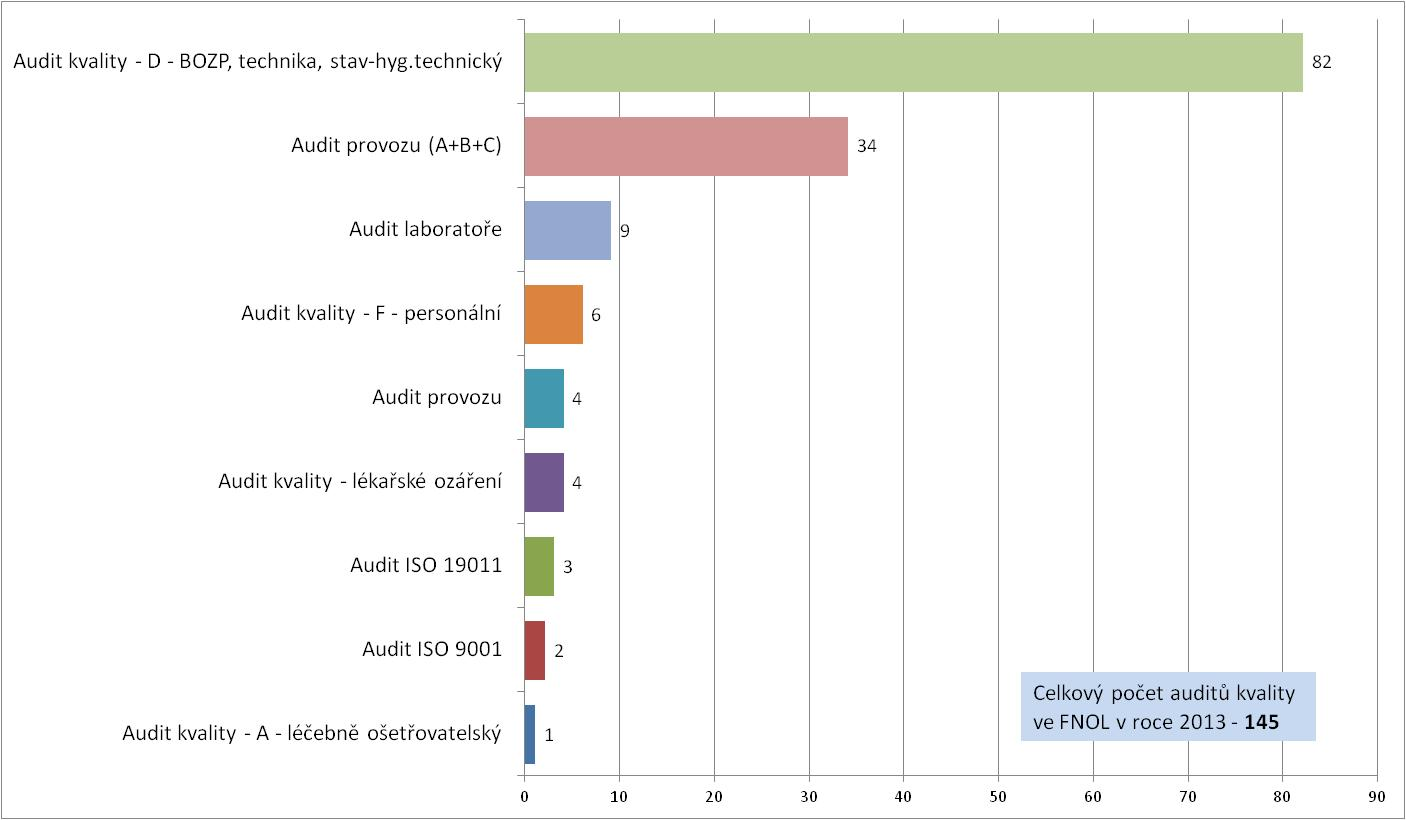 Audit kvality - D - BOZP, technika, stav-hyg.technický 82
Audit provozu (A+B+C) 34
Audit laboratoře 9
Audit kvality - F - personální 6
Audit provozu 4
Audit kvality - lékařské ozáření 4
Audit ISO 19011 3
Audit ISO 9001 2
Audit kvality - A - léčebně ošetřovatelský 1
Celkový počet auditů kvality
ve FNOL v roce 2013 - 145
0 10 20 30 40 50 60 70 80 90